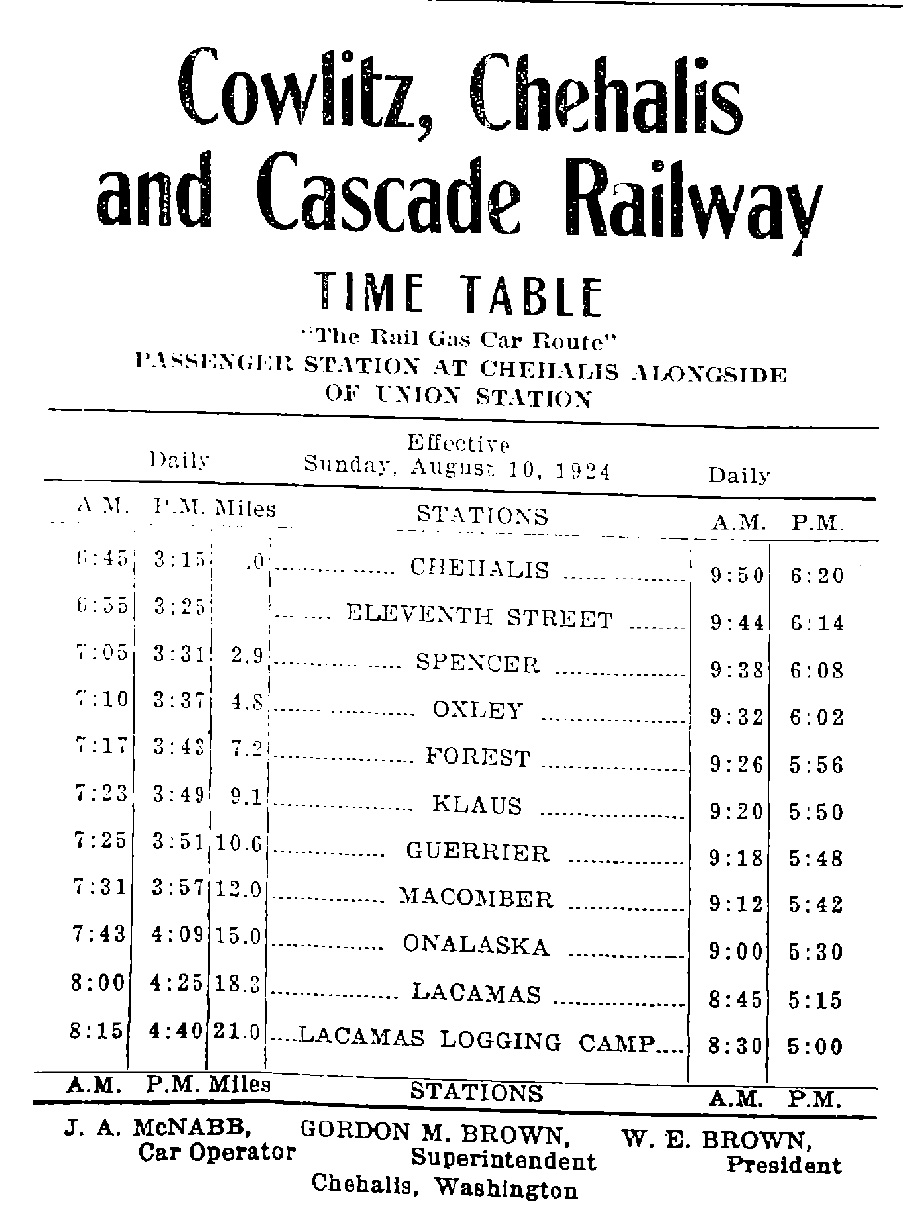 Cowlitz, Chehalis
and Cascade Railway
TIME TABLE
"The Rail Gas Car Route"
PASSENGER STATION AT CHEHALIS ALONGSIDE
OF UNION STATION
Effective
Daily Sunday, August 10, 1924 Daily
A.M. P.M. Miles STATIONS A.M. P.M.
6:45 3:15 .0 CHEHALIS 9:50 6:20
6:55 3:25 ELEVENTH STREET 9:44 6:14
7:05 3:31 2.9 SPENCER 9:38 6:08
7:10 3:37 4.8 OXLEY 9:32 6:02
7:17 3:43 7.2 FOREST 9:26 5:56
7:23 3:49 9.1 KLAUS 9:20 5:50
7:25 3:51 10.6 GUERRIER 9:18 5:48
7:31 3:57 12.0 MACOMBER 9:12 5:42
7:43 4:09 15.0 ONALASKA 9:00 5:30
8:00 4:25 18.3 LACAMAS 8:45 5:15
8:15 4:40 21.0 LACAMAS LOGGING CAMP 8:30 5:00
A.M. P.M. Miles STATIONS A.M. P.M.
J. A. McNABB, GORDON M. BROWN, W. E. BROWN,
Car Operator Superintendent President
Chehalis, Washington